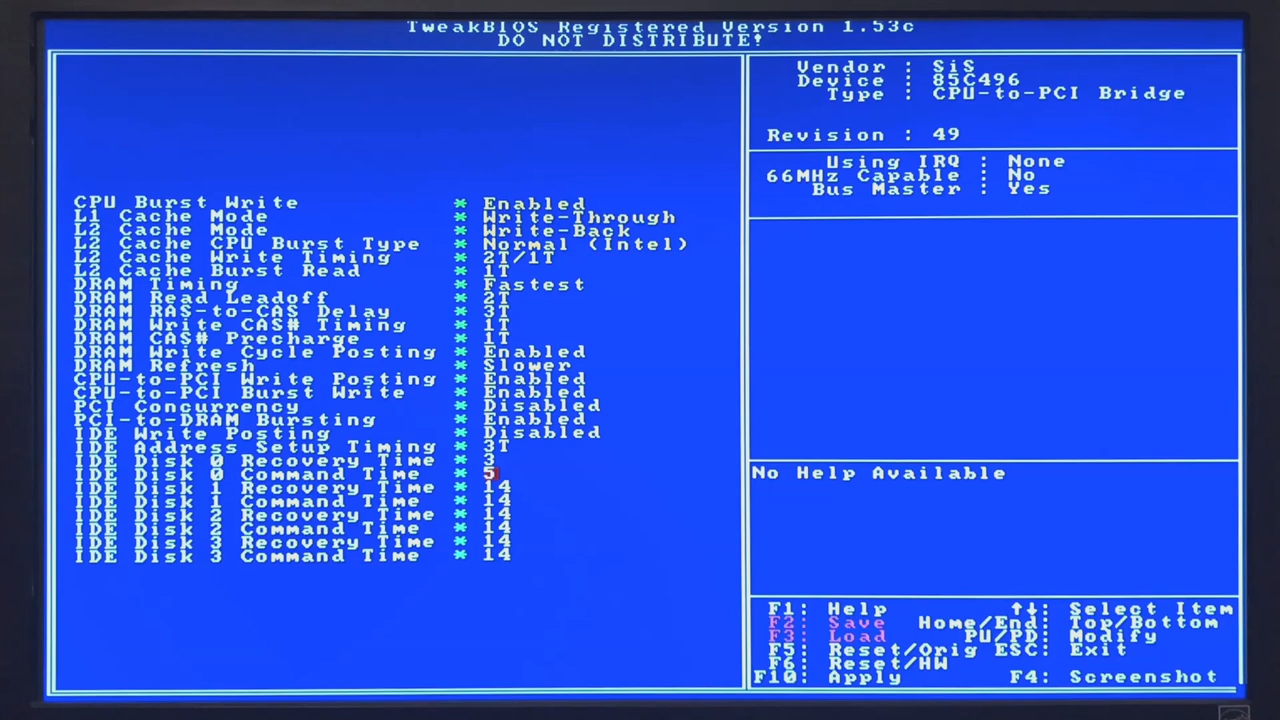 TweakBIOS Registered Version 1.53c
DO NOT DISTRIBUTE!
CPU Burst Write * Enabled
L1 Cache Mode * Write-Through
L2 Cache Mode * Write-Back
L2 Cache CPU Burst Type * Normal (Intel)
L2 Cache Write Timing * 2T/1T
L2 Cache Burst Read * 1T
DRAM Timing * Fastest
DRAM Read Leadoff * 2T
DRAM RAS-to-CAS Delay * 3T
DRAM Write CAS# Timing * 1T
DRAM CAS# Precharge * 1T
DRAM Write Cycle Posting * Enabled
DRAM Refresh * Slower
CPU-to-PCI Write Posting * Enabled
CPU-to-PCI Burst Write * Enabled
PCI Concurrency * Disabled
PCI-to-DRAM Bursting * Enabled
IDE Write Posting * Disabled
IDE Address Setup Timing * 3T
IDE Disk 0 Recovery Time * 3
IDE Disk 0 Command Time * 5
IDE Disk 1 Recovery Time * 14
IDE Disk 1 Command Time * 14
IDE Disk 2 Recovery Time * 14
IDE Disk 2 Command Time * 14
IDE Disk 3 Recovery Time * 14
IDE Disk 3 Command Time * 14
Vendor : SiS
Device : 85C496
Type : CPU-to-PCI Bridge
Revision : 49
Using IRQ : None
66MHz Capable : No
Bus Master : Yes
No Help Available
F1: Help ↑↓: Select Item
F2: Save Home/End: Top/Bottom
F3: Load PU/PD: Modify
F5: Reset/Orig ESC: Exit
F6: Reset/HW
F10: Apply F4: Screenshot